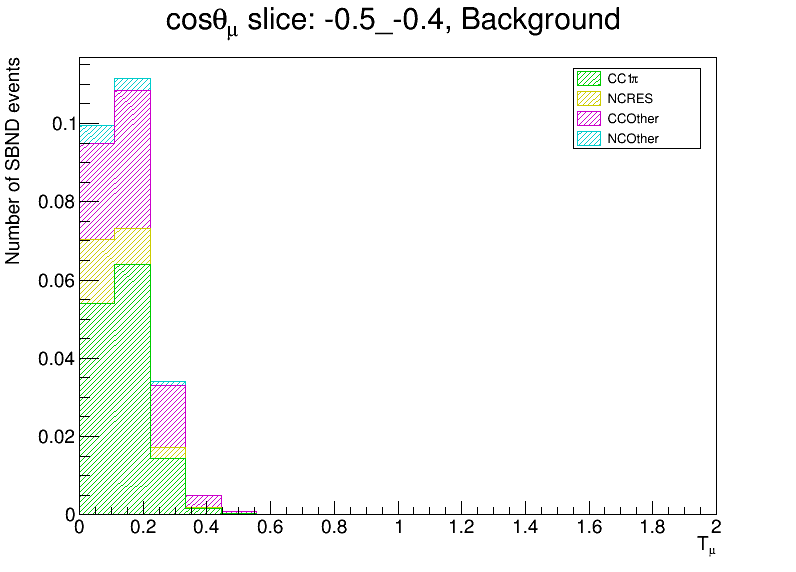 cosθμ slice: -0.5_-0.4, Background
Number of SBND events
CC1π
NCRES
CCOther
NCOther
0.1
0.08
0.06
0.04
0.02
0
0 0.2 0.4 0.6 0.8 1 1.2 1.4 1.6 1.8 2
Tμ